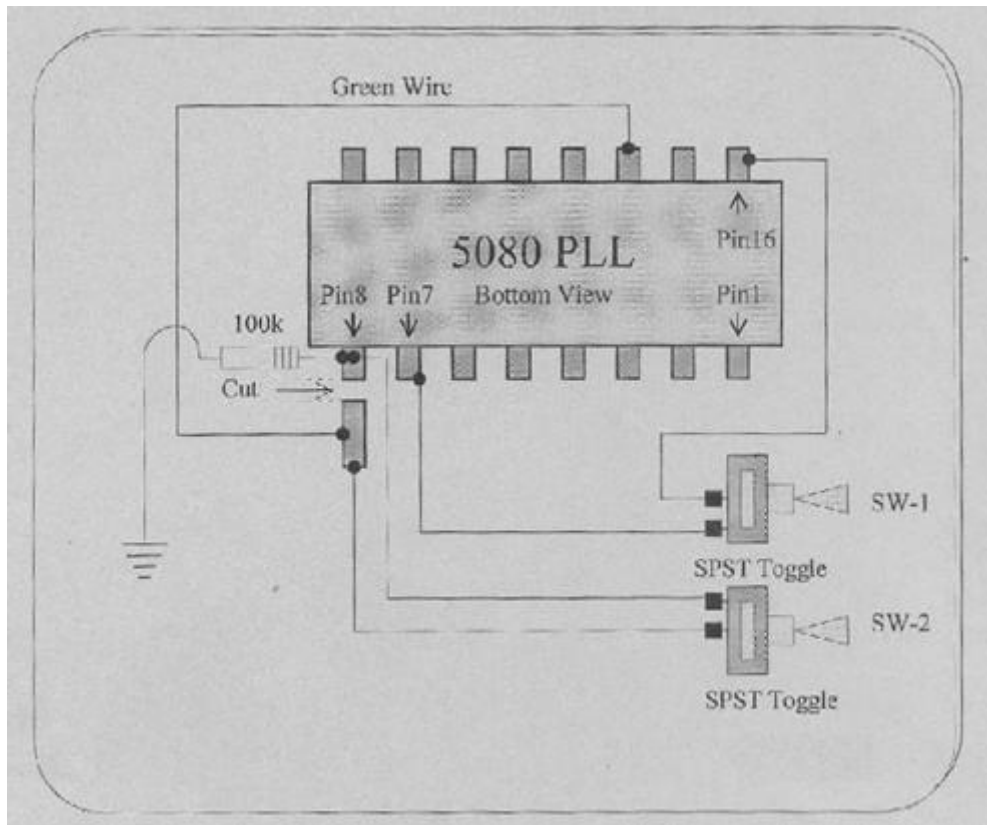 Green Wire
Pin16
5080 PLL
Pin8 Pin7 Bottom View Pin1
100k
Cut
SW-1
SPST Toggle
SW-2
SPST Toggle